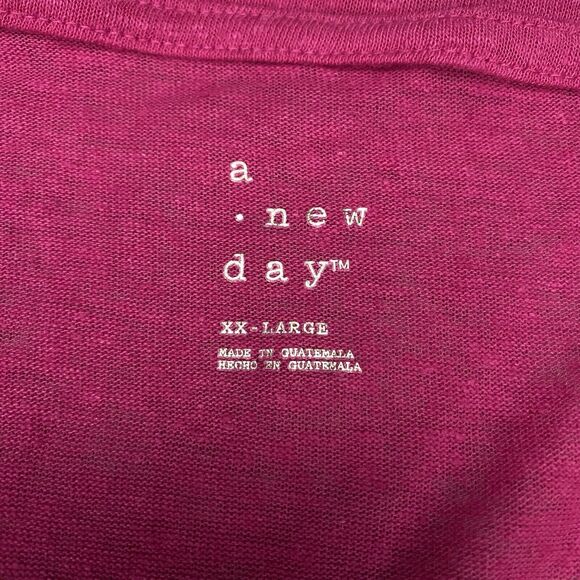 a
· new
day™
XX-LARGE
MADE IN GUATEMALA
HECHO EN GUATEMALA